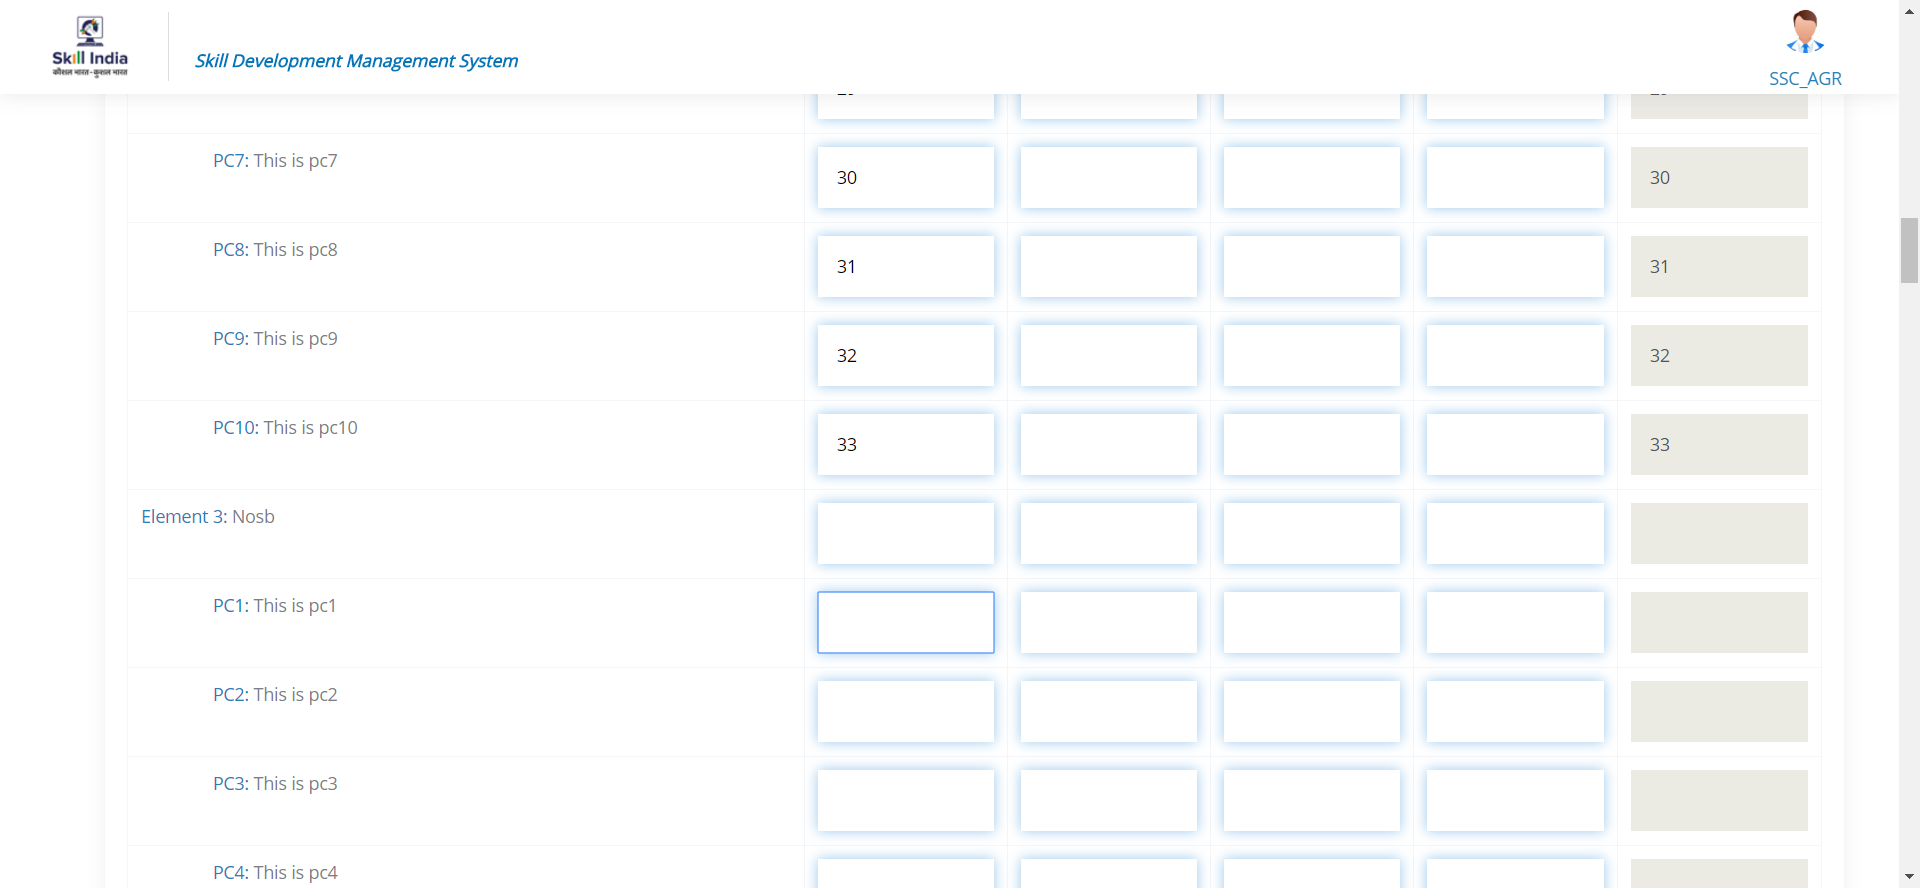 Skill India
कौशल भारत-कुशल भारत
Skill Development Management System
SSC_AGR
PC7: This is pc7
30
30
PC8: This is pc8
31
31
PC9: This is pc9
32
32
PC10: This is pc10
33
33
Element 3: Nosb
PC1: This is pc1
PC2: This is pc2
PC3: This is pc3
PC4: This is pc4